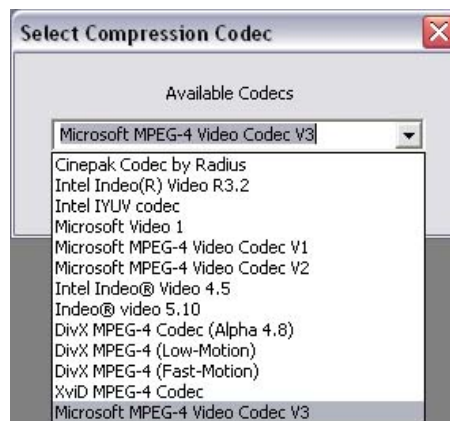 Select Compression Codec
Available Codecs
Microsoft MPEG-4 Video Codec V3
Cinepak Codec by Radius
Intel Indeo(R) Video R3.2
Intel IYUV codec
Microsoft Video 1
Microsoft MPEG-4 Video Codec V1
Microsoft MPEG-4 Video Codec V2
Intel Indeo® Video 4.5
Indeo® video 5.10
DivX MPEG-4 Codec (Alpha 4.8)
DivX MPEG-4 (Low-Motion)
DivX MPEG-4 (Fast-Motion)
XviD MPEG-4 Codec
Microsoft MPEG-4 Video Codec V3